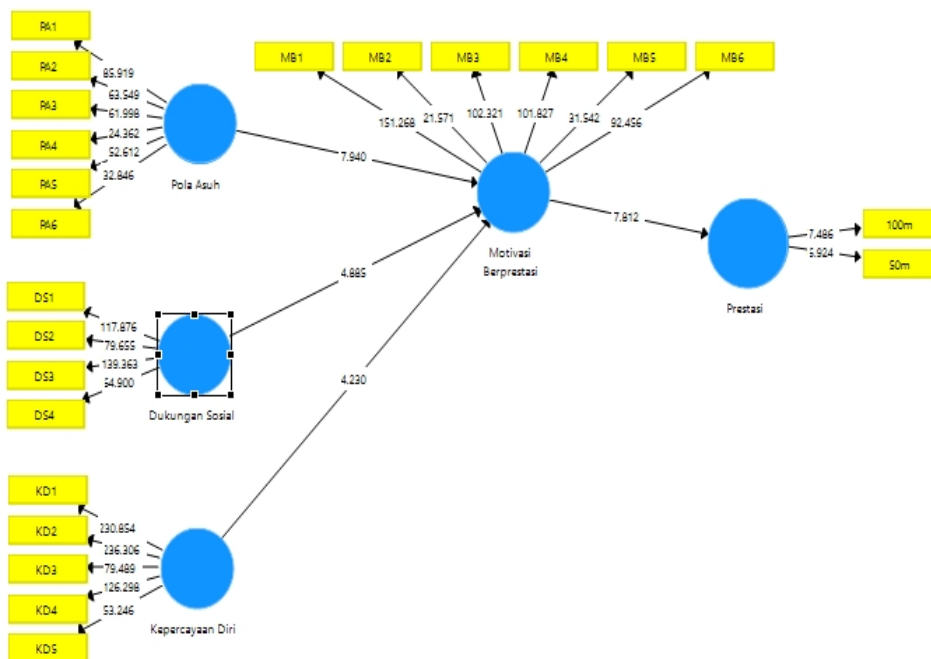 PA1
PA2
PA3
PA4
PA5
PA6
85.919
63.549
61.998
24.362
52.612
32.846
Pola Asuh
MB1
MB2
MB3
MB4
MB5
MB6
151.268
21.571
102.321
101.827
31.542
92.456
7.940
Motivasi
Berprestasi
7.812
7.486
5.924
100m
50m
Prestasi
DS1
DS2
DS3
DS4
117.876
79.655
139.363
54.900
Dukungan Sosial
4.885
KD1
KD2
KD3
KD4
KD5
230.854
236.306
79.489
126.298
53.246
Kepercayaan Diri
4.230